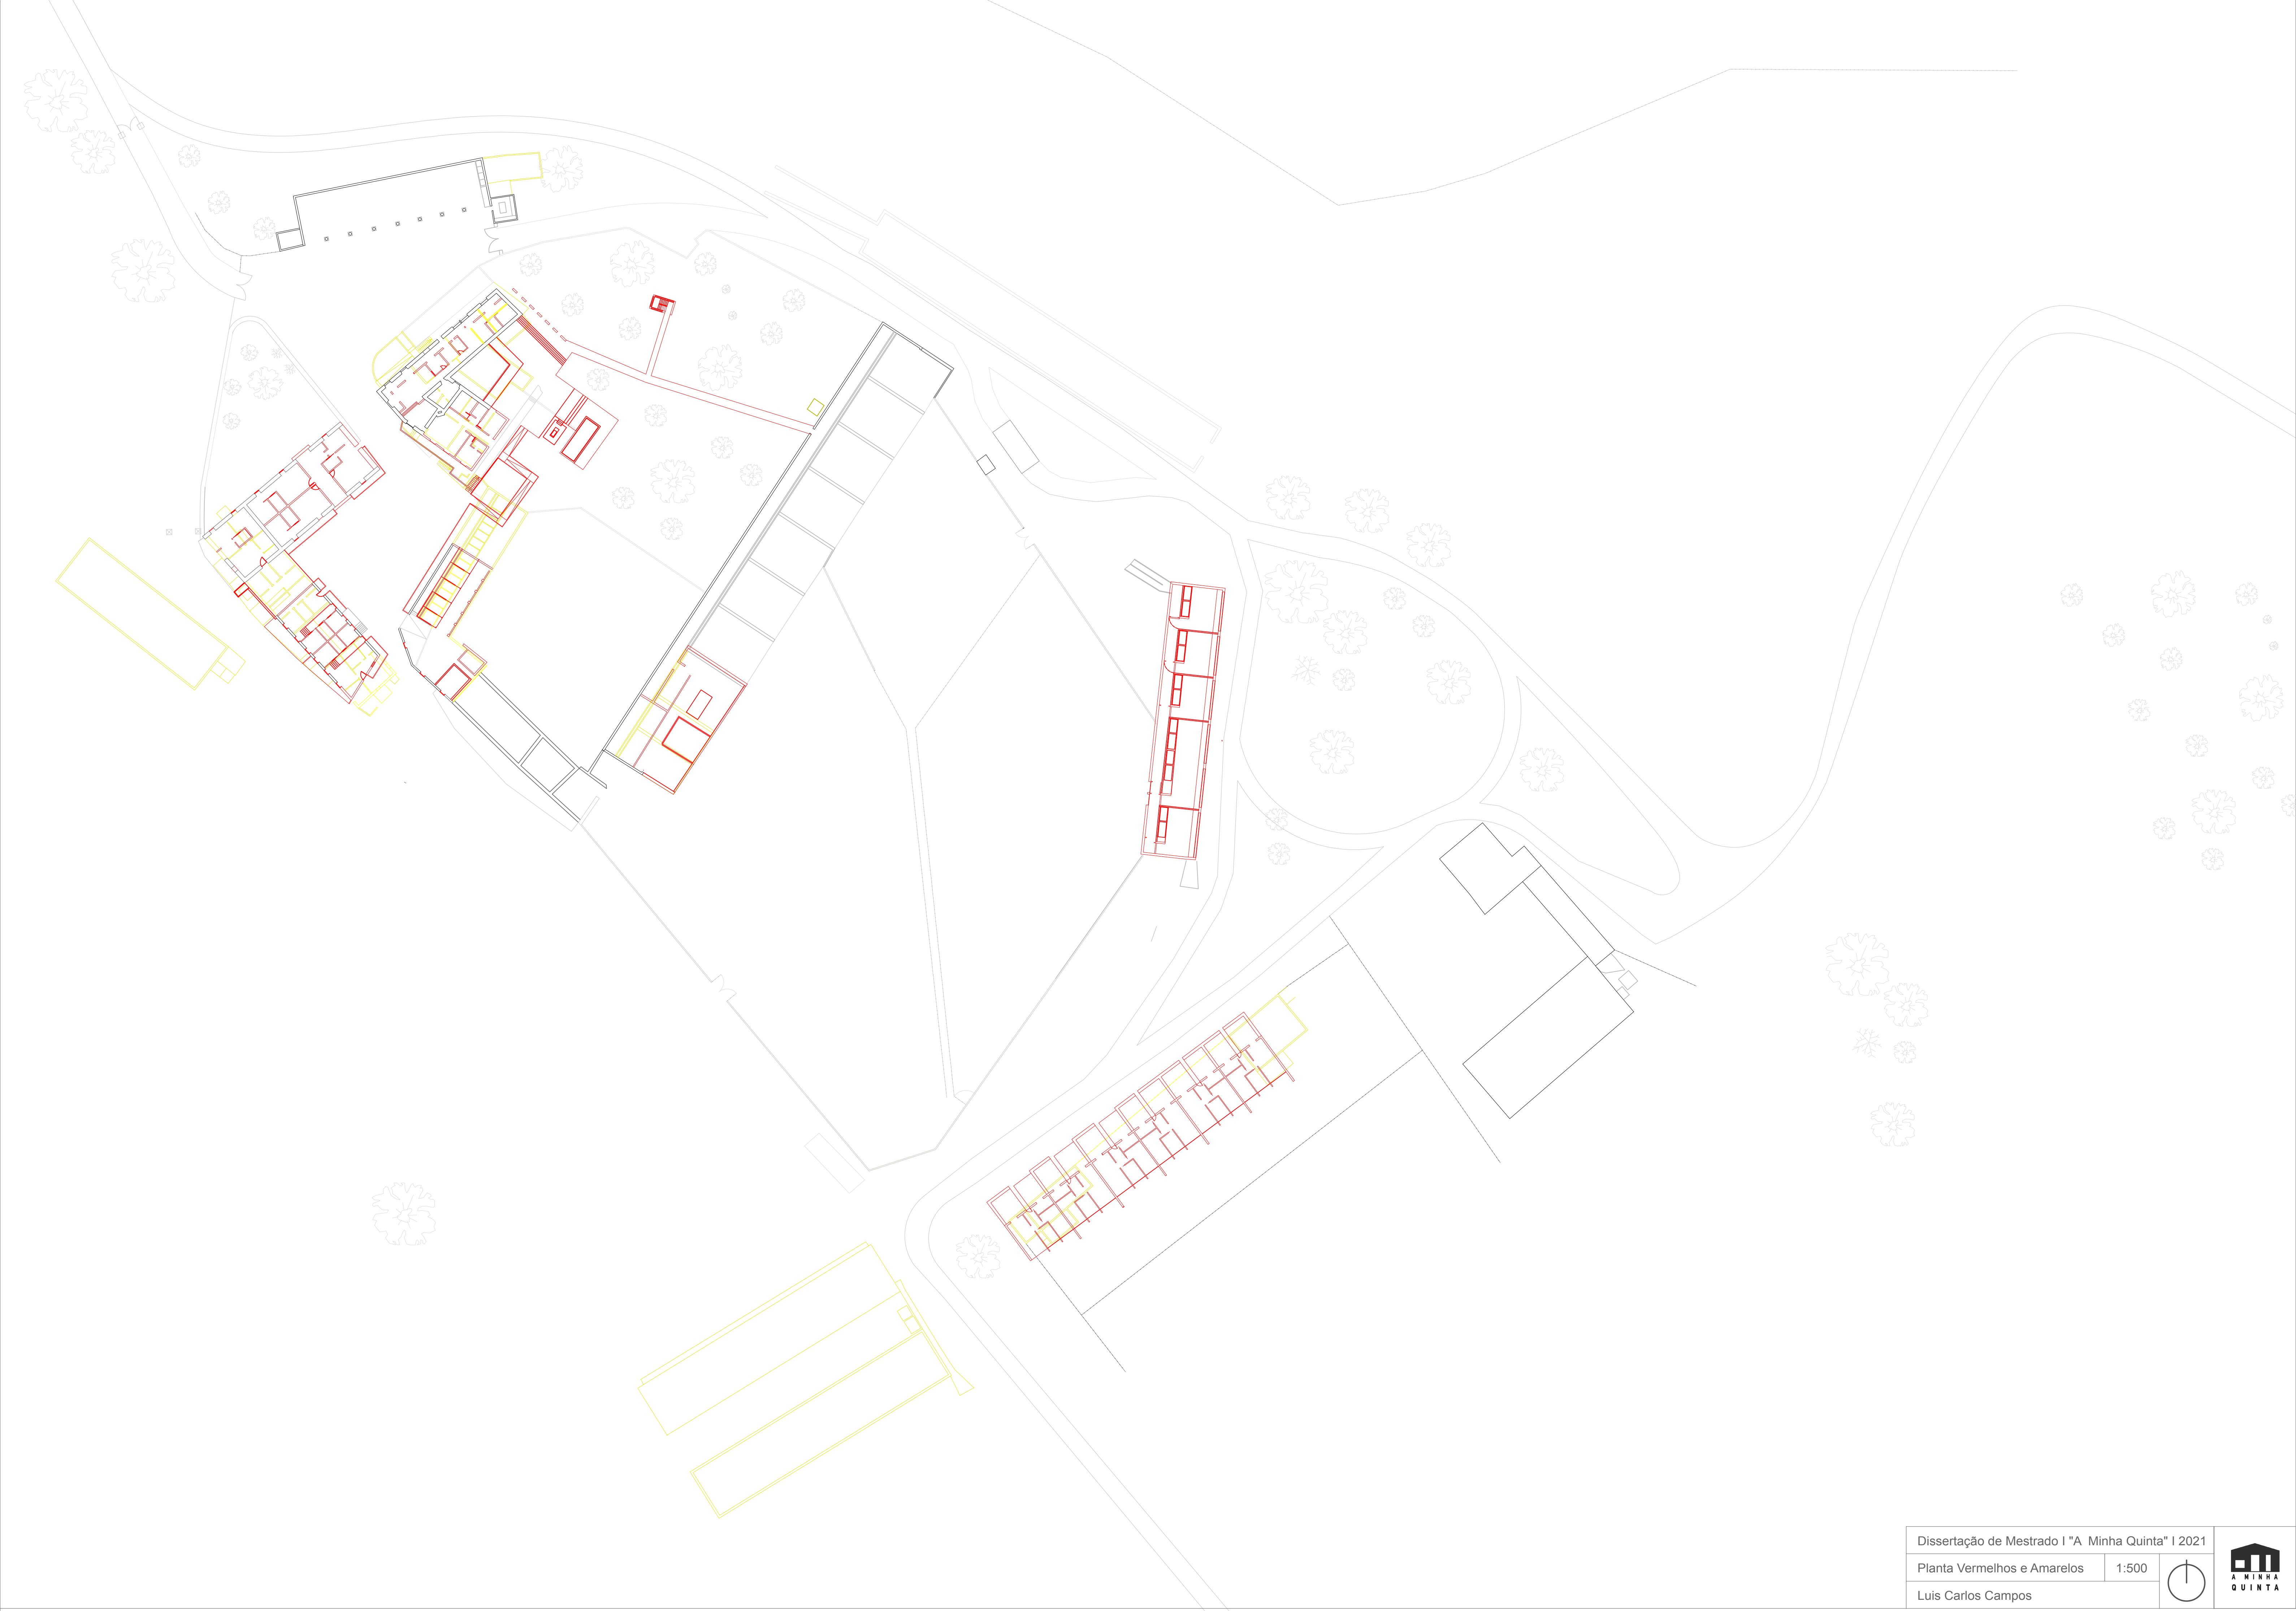 Dissertação de Mestrado I "A Minha Quinta" I 2021
Planta Vermelhos e Amarelos
1:500
Luis Carlos Campos
A MINHA
QUINTA